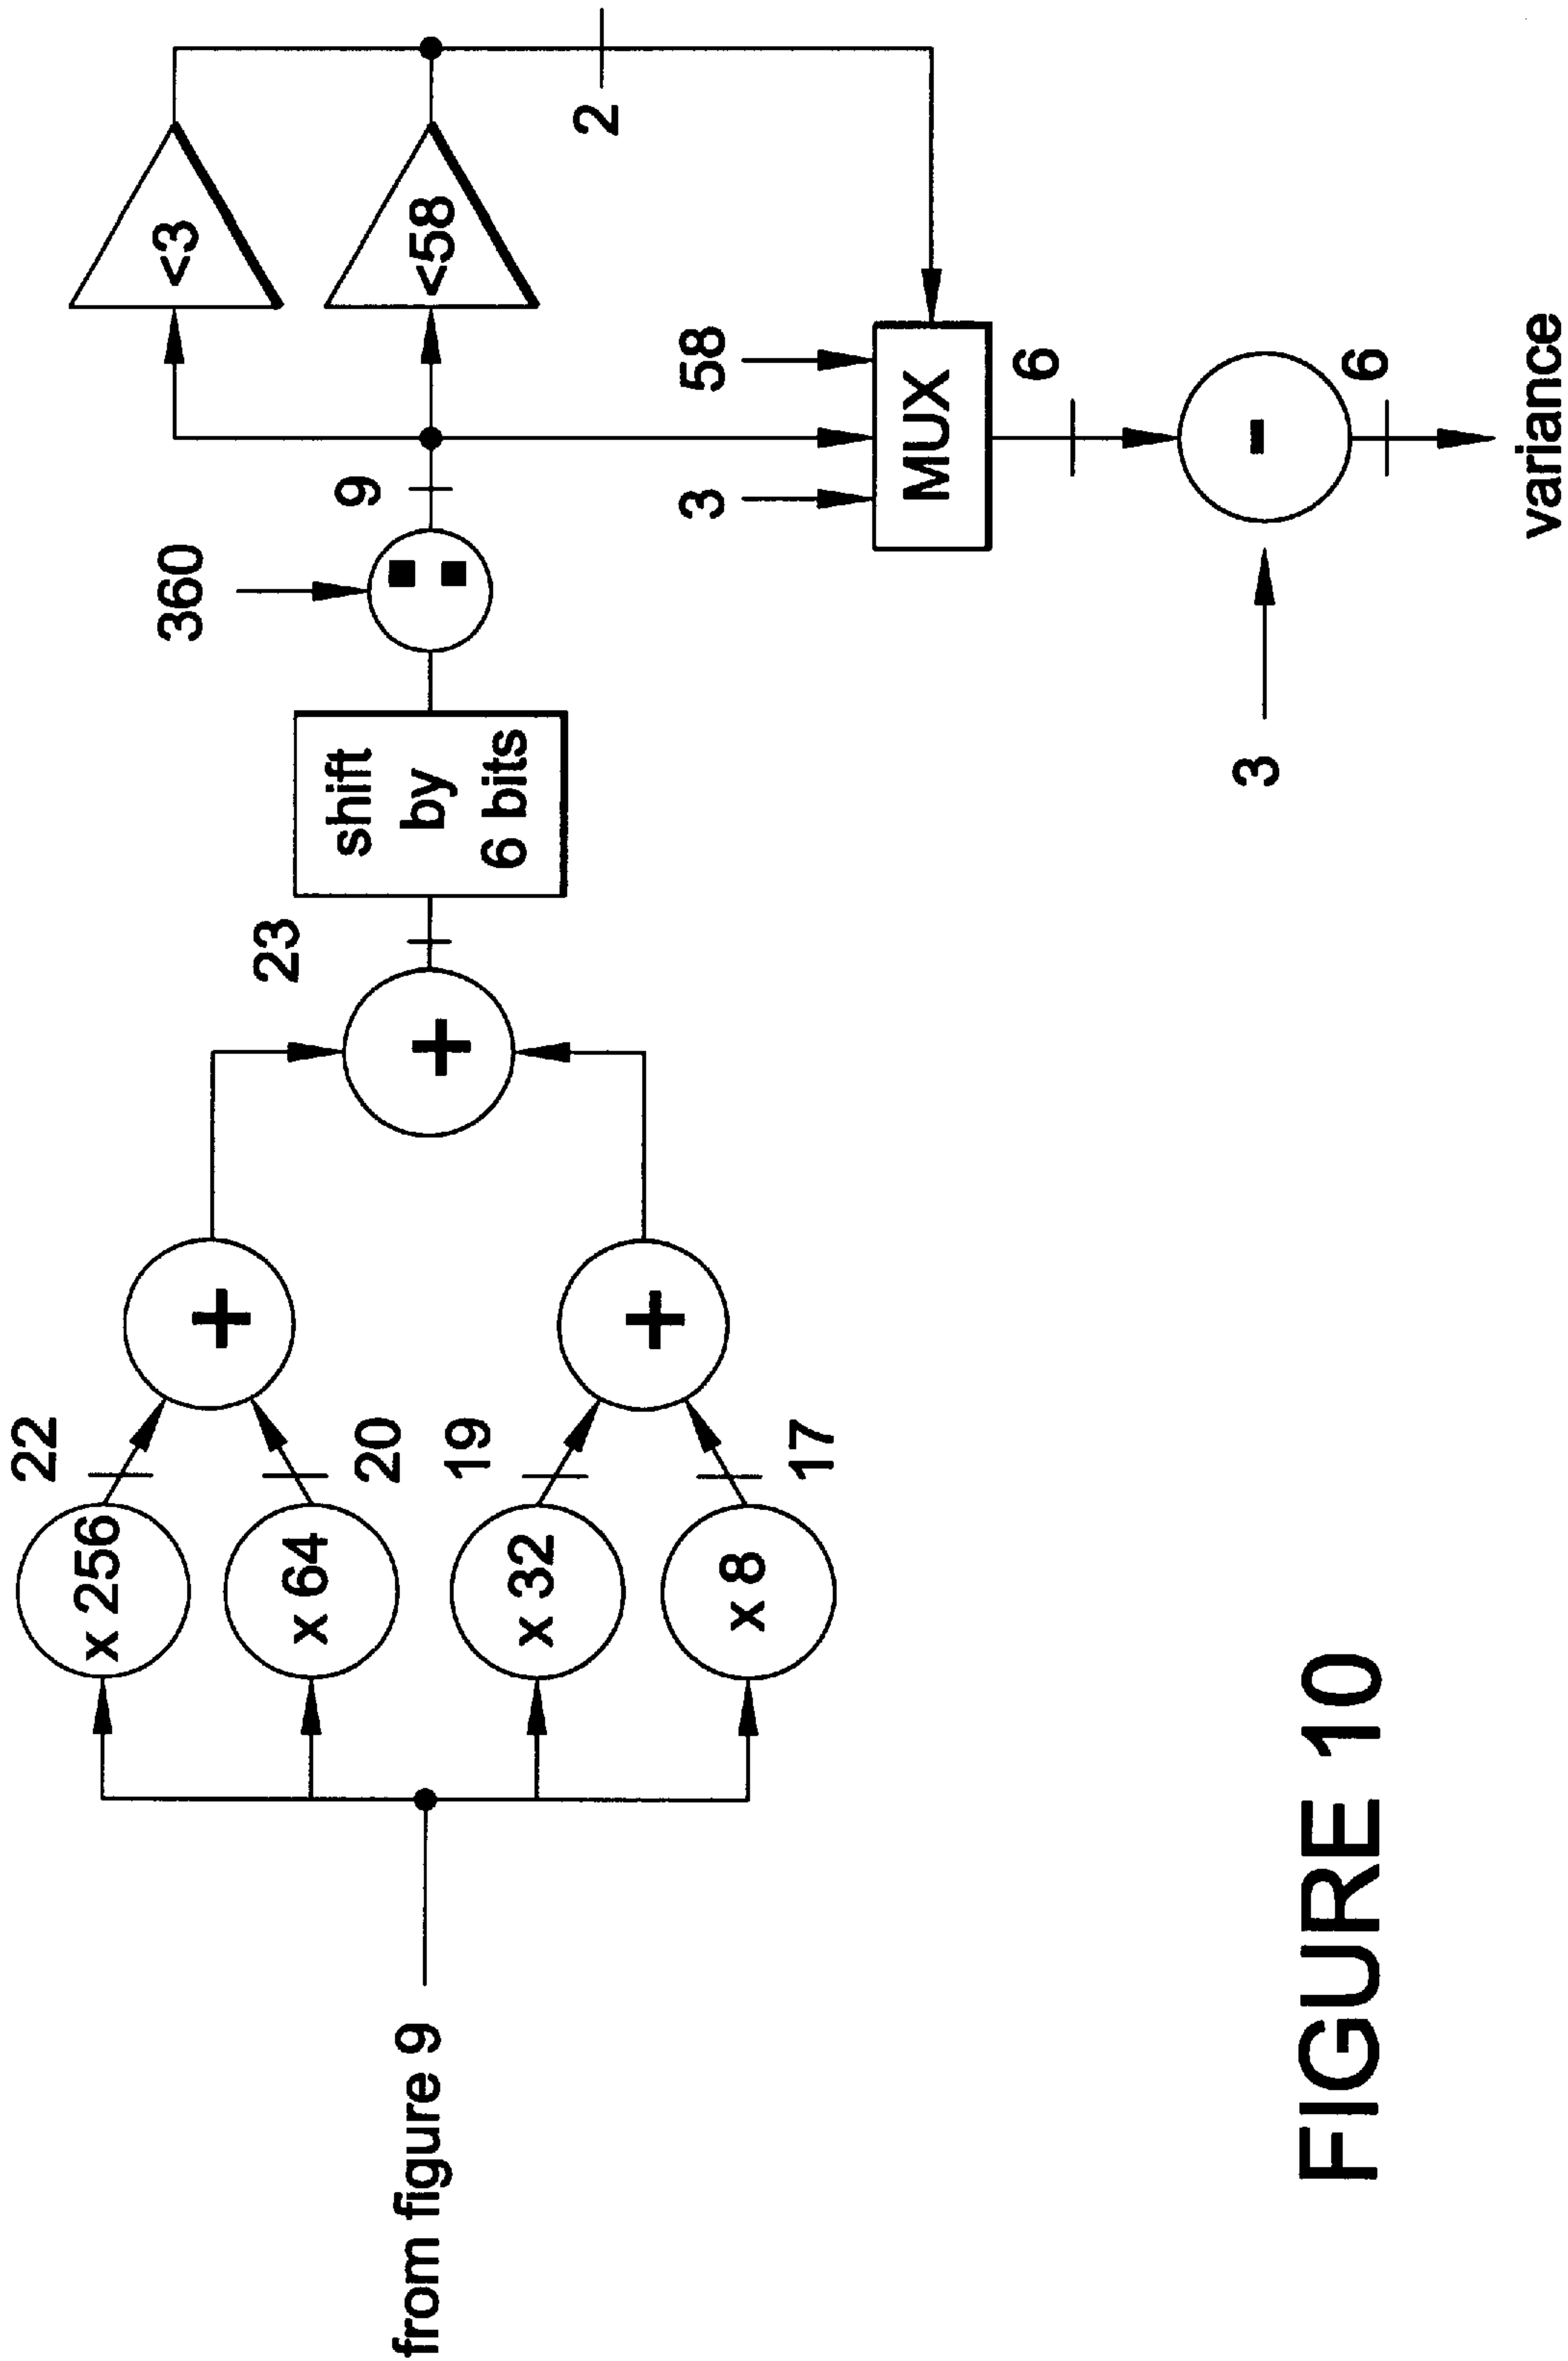 from figure 9
x 256
22
x 64
20
x 32
19
x 8
17
+
+
+
23
shift
by
6 bits
360
9
<3
<58
2
3
58
MUX
6
3
-
6
variance
FIGURE 10